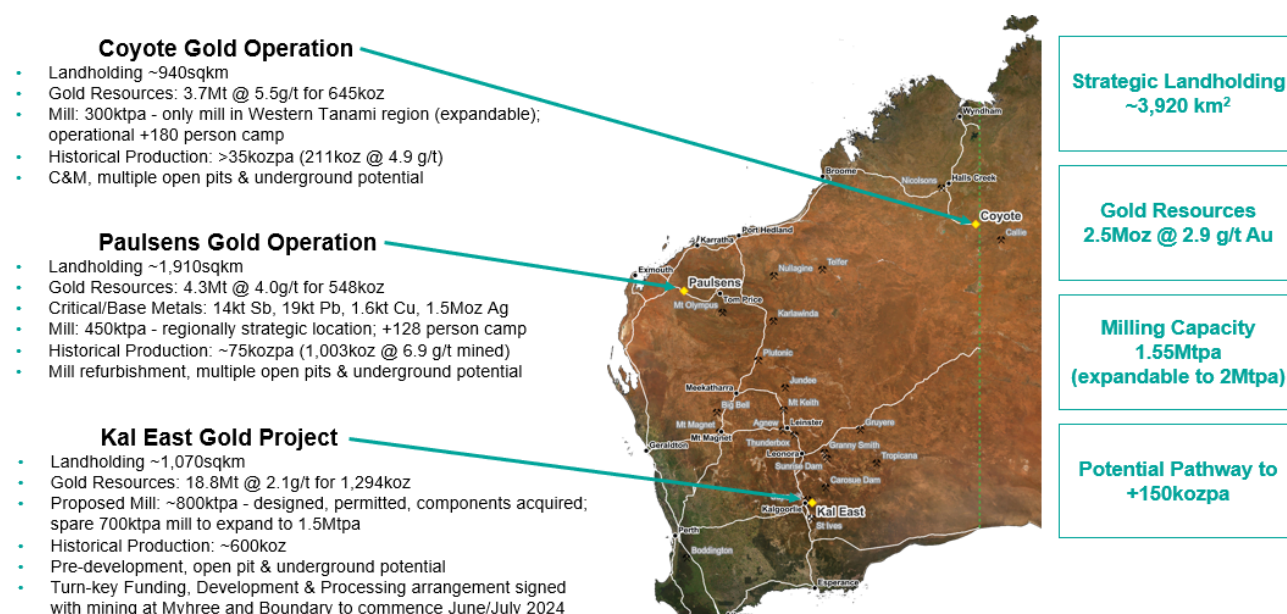 Coyote Gold Operation
• Landholding ~940sqkm
• Gold Resources: 3.7Mt @ 5.5g/t for 645koz
• Mill: 300ktpa - only mill in Western Tanami region (expandable);
operational +180 person camp
• Historical Production: >35kozpa (211koz @ 4.9 g/t)
• C&M, multiple open pits & underground potential
Paulsens Gold Operation
• Landholding ~1,910sqkm
• Gold Resources: 4.3Mt @ 4.0g/t for 548koz
• Critical/Base Metals: 14kt Sb, 19kt Pb, 1.6kt Cu, 1.5Moz Ag
• Mill: 450ktpa - regionally strategic location; +128 person camp
• Historical Production: ~75kozpa (1,003koz @ 6.9 g/t mined)
• Mill refurbishment, multiple open pits & underground potential
Kal East Gold Project
• Landholding ~1,070sqkm
• Gold Resources: 18.8Mt @ 2.1g/t for 1,294koz
• Proposed Mill: ~800ktpa - designed, permitted, components acquired;
spare 700ktpa mill to expand to 1.5Mtpa
• Historical Production: ~600koz
• Pre-development, open pit & underground potential
• Turn-key Funding, Development & Processing arrangement signed
with mining at Myhree and Boundary to commence June/July 2024
Wyndham
Broome
Nicolsons
Halls Creek
Coyote
Callie
Port Hedland
Karratha
Exmouth
Nullagine
Telfer
Paulsens
Tom Price
Mt Olympus
Karlawinda
Plutonic
Jundee
Meekatharra
Big Bell
Mt Keith
Mt Magnet
Mt Magnet
Agnew
Leinster
Gruyere
Thunderbox
Geraldton
Leonora
Granny Smith
Sunrise Dam
Tropicana
Carosue Dam
Kalgoorlie
Kal East
St Ives
Perth
Boddington
Esperance
Strategic Landholding
~3,920 km²
Gold Resources
2.5Moz @ 2.9 g/t Au
Milling Capacity
1.55Mtpa
(expandable to 2Mtpa)
Potential Pathway to
+150kozpa